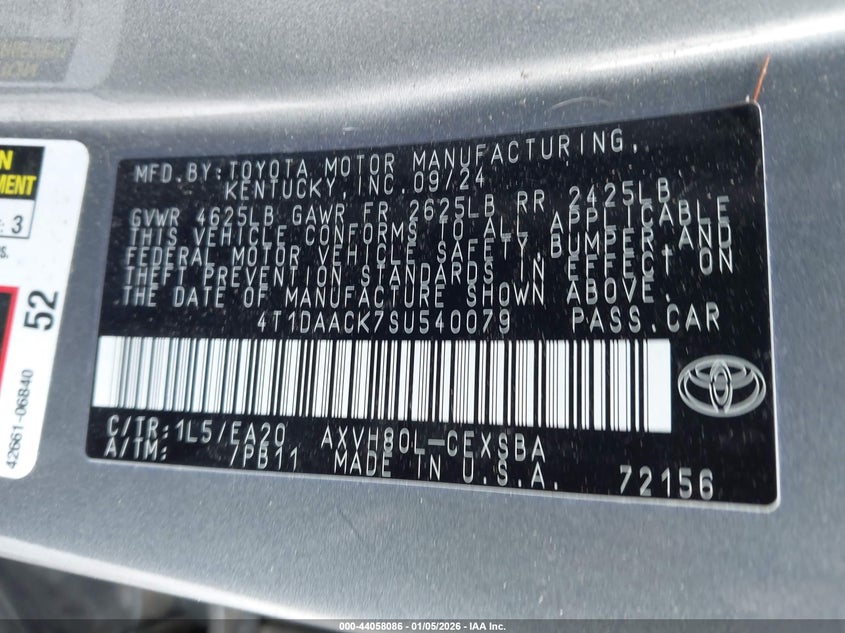 N
MENT
: 3
S.
52
42661-06840
MFD.BY:TOYOTA MOTOR MANUFACTURING,
KENTUCKY, INC.09/24
GVWR 4625LB GAWR FR 2625LB RR 2425LB
THIS VEHICLE CONFORMS TO ALL APPLICABLE
FEDERAL MOTOR VEHICLE SAFETY,BUMPER,AND
THEFT PREVENTION STANDARDS IN EFFECT ON
THE DATE OF MANUFACTURE SHOWN ABOVE.
4T1DAACK7SU540079 PASS.CAR
C/TR:1L5/EA20 AXVH80L-CEXSBA
A/TM: 7PB11 MADE IN U.S.A. 72156
000-44058086 - 01/05/2026 - IAA Inc.